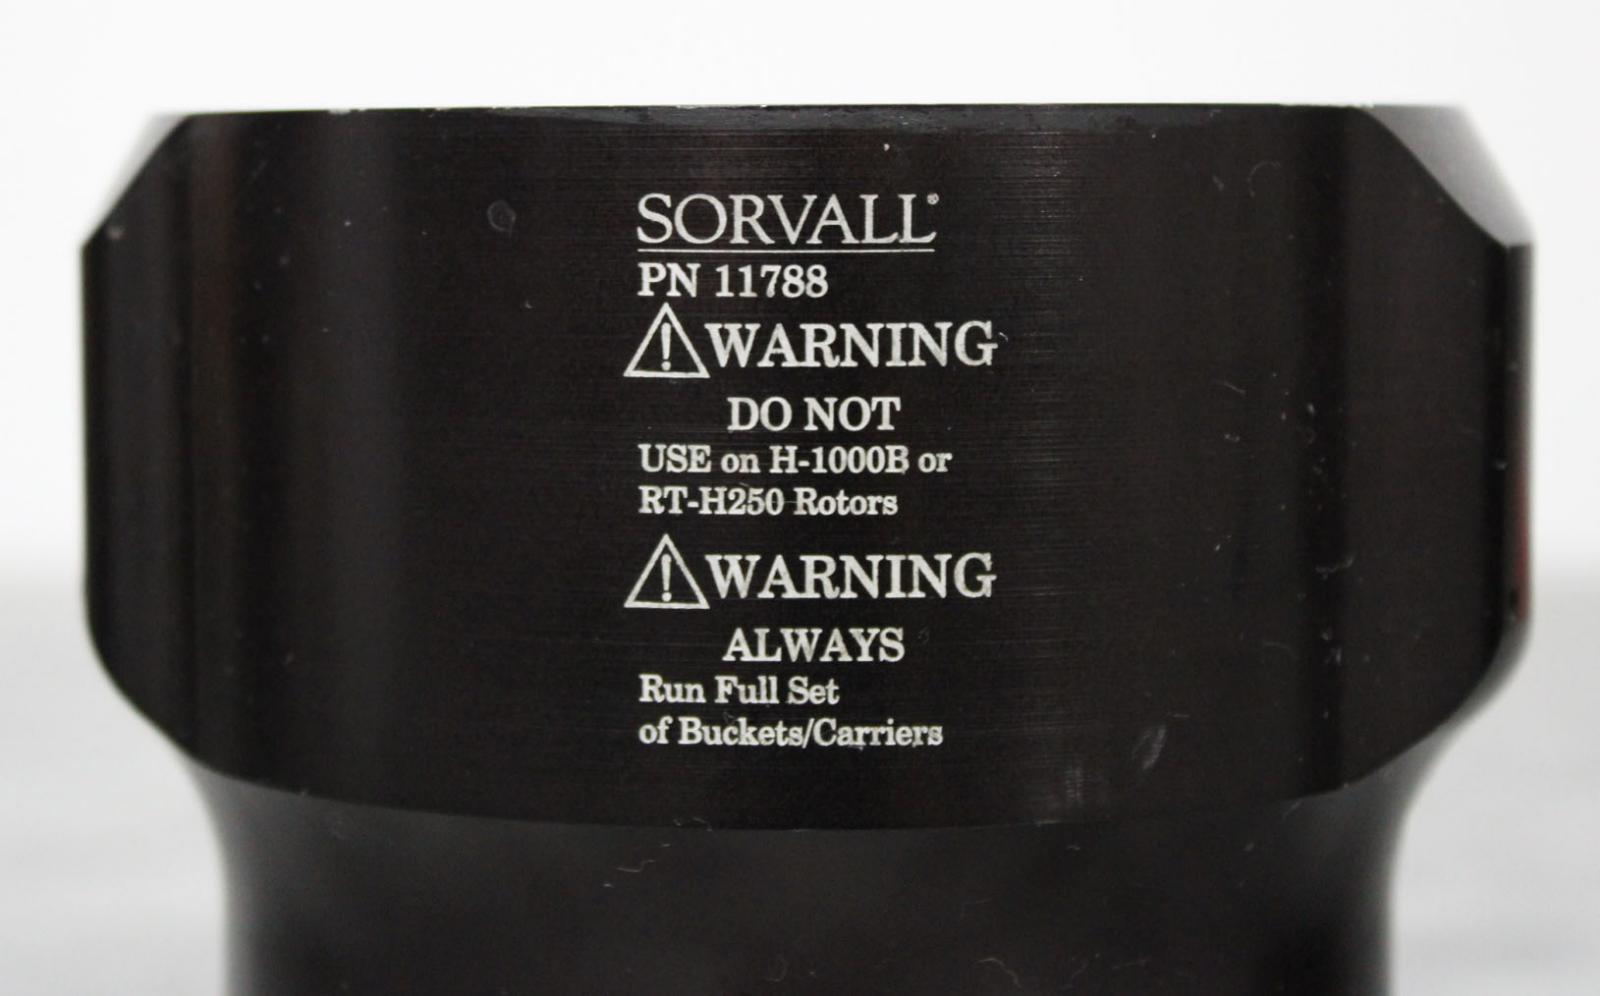 SORVALL®
PN 11788
⚠WARNING
DO NOT
USE on H-1000B or
RT-H250 Rotors
⚠WARNING
ALWAYS
Run Full Set
of Buckets/Carriers